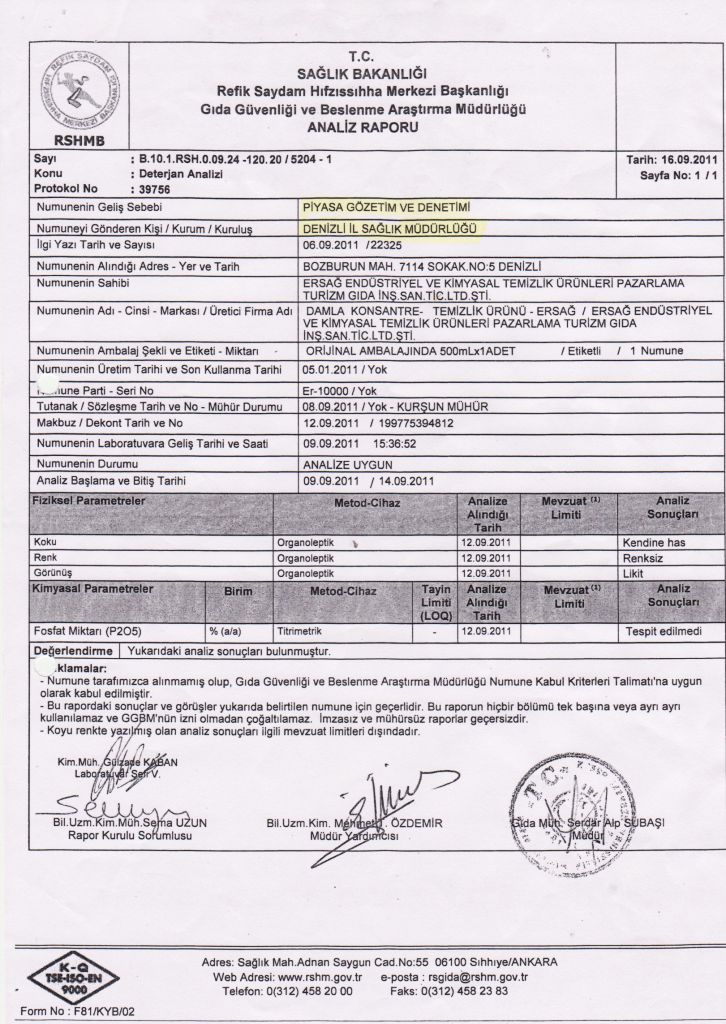 REFİK SAYDAM HIFZISSIHHA MERKEZİ BAŞKANLIĞI
RSHMB
T.C.
SAĞLIK BAKANLIĞI
Refik Saydam Hıfzıssıhha Merkezi Başkanlığı
Gıda Güvenliği ve Beslenme Araştırma Müdürlüğü
ANALİZ RAPORU
Sayı : B.10.1.RSH.0.09.24 -120.20 / 5204 - 1
Konu : Deterjan Analizi
Protokol No : 39756
Tarih: 16.09.2011
Sayfa No: 1 / 1
Numunenin Geliş Sebebi PİYASA GÖZETİM VE DENETİMİ
Numuneyi Gönderen Kişi / Kurum / Kuruluş DENİZLİ İL SAĞLIK MÜDÜRLÜĞÜ
İlgi Yazı Tarih ve Sayısı 06.09.2011 /22325
Numunenin Alındığı Adres - Yer ve Tarih BOZBURUN MAH. 7114 SOKAK.NO:5 DENİZLİ
Numunenin Sahibi ERSAĞ ENDÜSTRİYEL VE KİMYASAL TEMİZLİK ÜRÜNLERİ PAZARLAMA
TURİZM GIDA İNŞ.SAN.TİC.LTD.ŞTİ.
Numunenin Adı - Cinsi - Markası / Üretici Firma Adı DAMLA KONSANTRE- TEMİZLİK ÜRÜNÜ - ERSAĞ / ERSAĞ ENDÜSTRİYEL
VE KİMYASAL TEMİZLİK ÜRÜNLERİ PAZARLAMA TURİZM GIDA
İNŞ.SAN.TİC.LTD.ŞTİ.
Numunenin Ambalaj Şekli ve Etiketi - Miktarı ORİJİNAL AMBALAJINDA 500mLx1ADET / Etiketli / 1 Numune
Numunenin Üretim Tarihi ve Son Kullanma Tarihi 05.01.2011 / Yok
une Parti - Seri No Er-10000 / Yok
Tutanak / Sözleşme Tarih ve No - Mühür Durumu 08.09.2011 / Yok - KURŞUN MÜHÜR
Makbuz / Dekont Tarih ve No 12.09.2011 / 199775394812
Numunenin Laboratuvara Geliş Tarihi ve Saati 09.09.2011 15:36:52
Numunenin Durumu ANALİZE UYGUN
Analiz Başlama ve Bitiş Tarihi 09.09.2011 / 14.09.2011
Fiziksel Parametreler Metod-Cihaz Analize Alındığı Tarih Mevzuat (1) Limiti Analiz Sonuçları
Koku Organoleptik 12.09.2011 Kendine has
Renk Organoleptik 12.09.2011 Renksiz
Görünüş Organoleptik 12.09.2011 Likit
Kimyasal Parametreler Birim Metod-Cihaz Tayin Limiti (LOQ) Analize Alındığı Tarih Mevzuat (1) Limiti Analiz Sonuçları
Fosfat Miktarı (P2O5) % (a/a) Titrimetrik - 12.09.2011 Tespit edilmedi
Değerlendirme Yukarıdaki analiz sonuçları bulunmuştur.
klamalar:
- Numune tarafımızca alınmamış olup, Gıda Güvenliği ve Beslenme Araştırma Müdürlüğü Numune Kabul Kriterleri Talimatı'na uygun
olarak kabul edilmiştir.
- Bu rapordaki sonuçlar ve görüşler yukarıda belirtilen numune için geçerlidir. Bu raporun hiçbir bölümü tek başına veya ayrı ayrı
kullanılamaz ve GGBM'nün izni olmadan çoğaltılamaz. İmzasız ve mühürsüz raporlar geçersizdir.
- Koyu renkte yazılmış olan analiz sonuçları ilgili mevzuat limitleri dışındadır.
Kim.Müh. Gülzade KABAN
Laboratuvar Şefi V.
Bil.Uzm.Kim.Müh.Sema UZUN
Rapor Kurulu Sorumlusu
Bil.Uzm.Kim. ÖZDEMİR
Müdür Yardımcısı
T.C.
Gıda Müh. Serdar Alp SUBAŞI
Müdür
K-Q
TSE-ISO-EN
9000
Adres: Sağlık Mah.Adnan Saygun Cad.No:55 06100 Sıhhıye/ANKARA
Web Adresi: www.rshm.gov.tr e-posta : rsgida@rshm.gov.tr
Telefon: 0(312) 458 20 00 Faks: 0(312) 458 23 83
Form No : F81/KYB/02